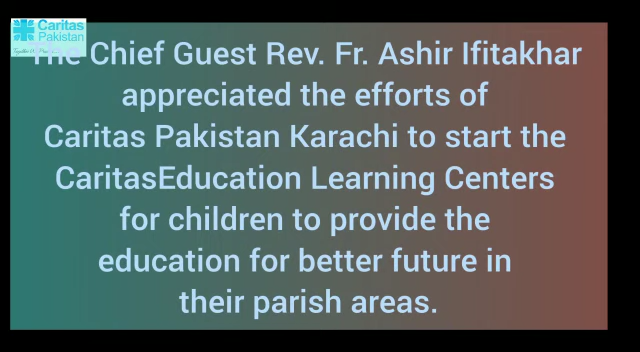 Caritas
Pakistan
The Chief Guest Rev. Fr. Ashir Ifitakhar
appreciated the efforts of
Caritas Pakistan Karachi to start the
CaritasEducation Learning Centers
for children to provide the
education for better future in
their parish areas.